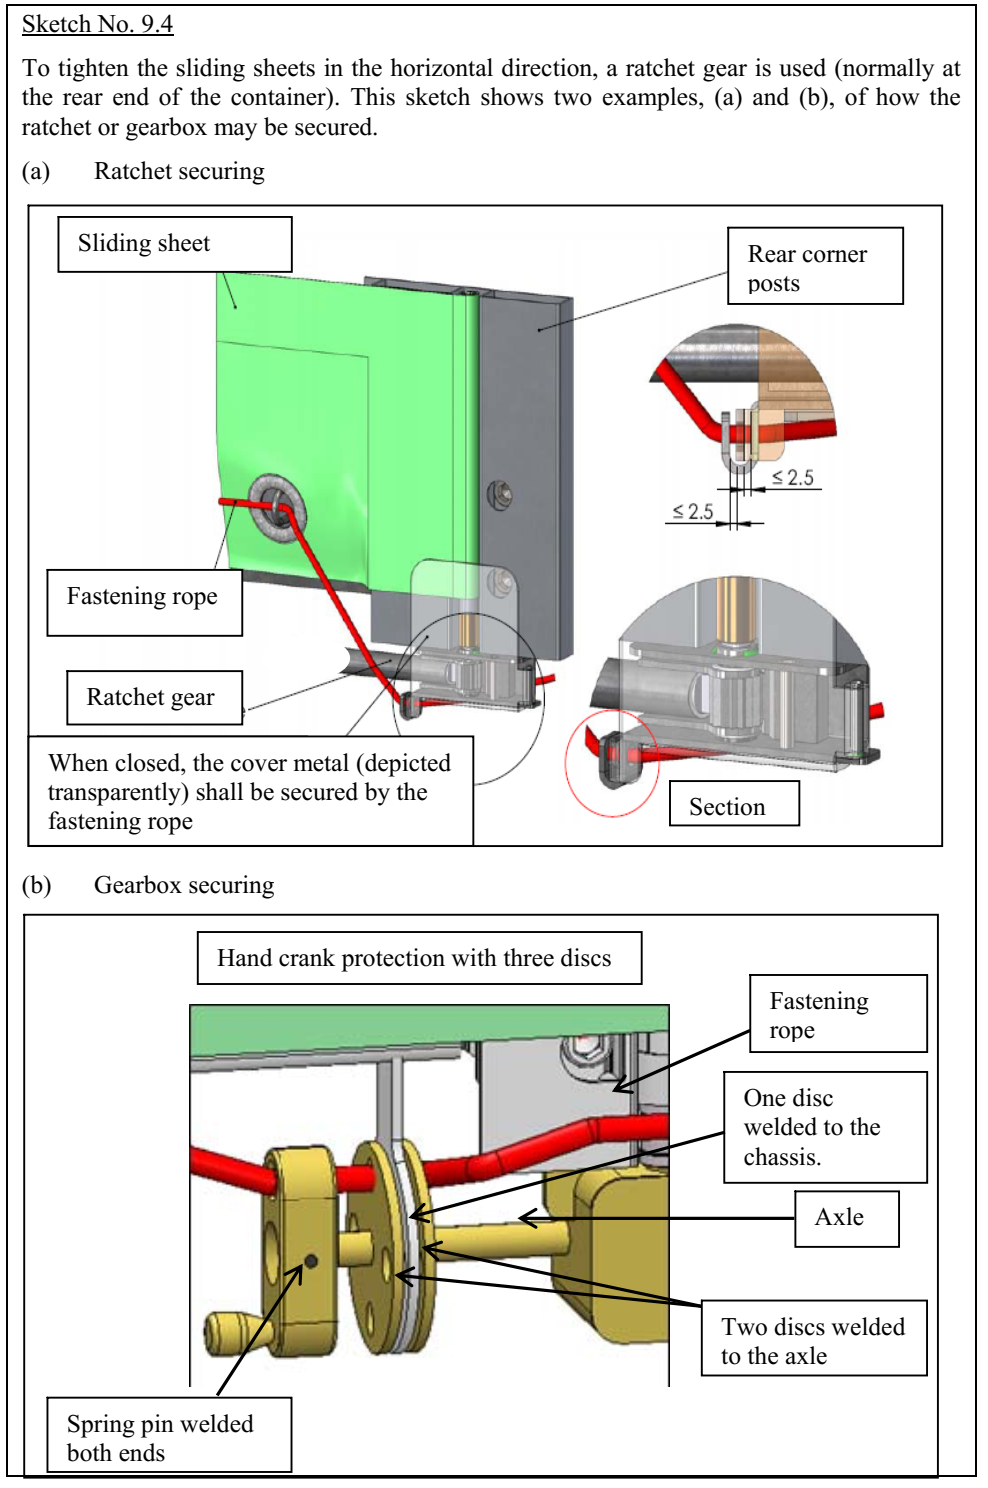 Sketch No. 9.4
To tighten the sliding sheets in the horizontal direction, a ratchet gear is used (normally at
the rear end of the container). This sketch shows two examples, (a) and (b), of how the
ratchet or gearbox may be secured.
(a) Ratchet securing
Sliding sheet
Rear corner
posts
≤ 2.5
≤ 2.5
Fastening rope
Ratchet gear
When closed, the cover metal (depicted
transparently) shall be secured by the
fastening rope
Section
(b) Gearbox securing
Hand crank protection with three discs
Fastening
rope
One disc
welded to the
chassis.
Axle
Two discs welded
to the axle
Spring pin welded
both ends